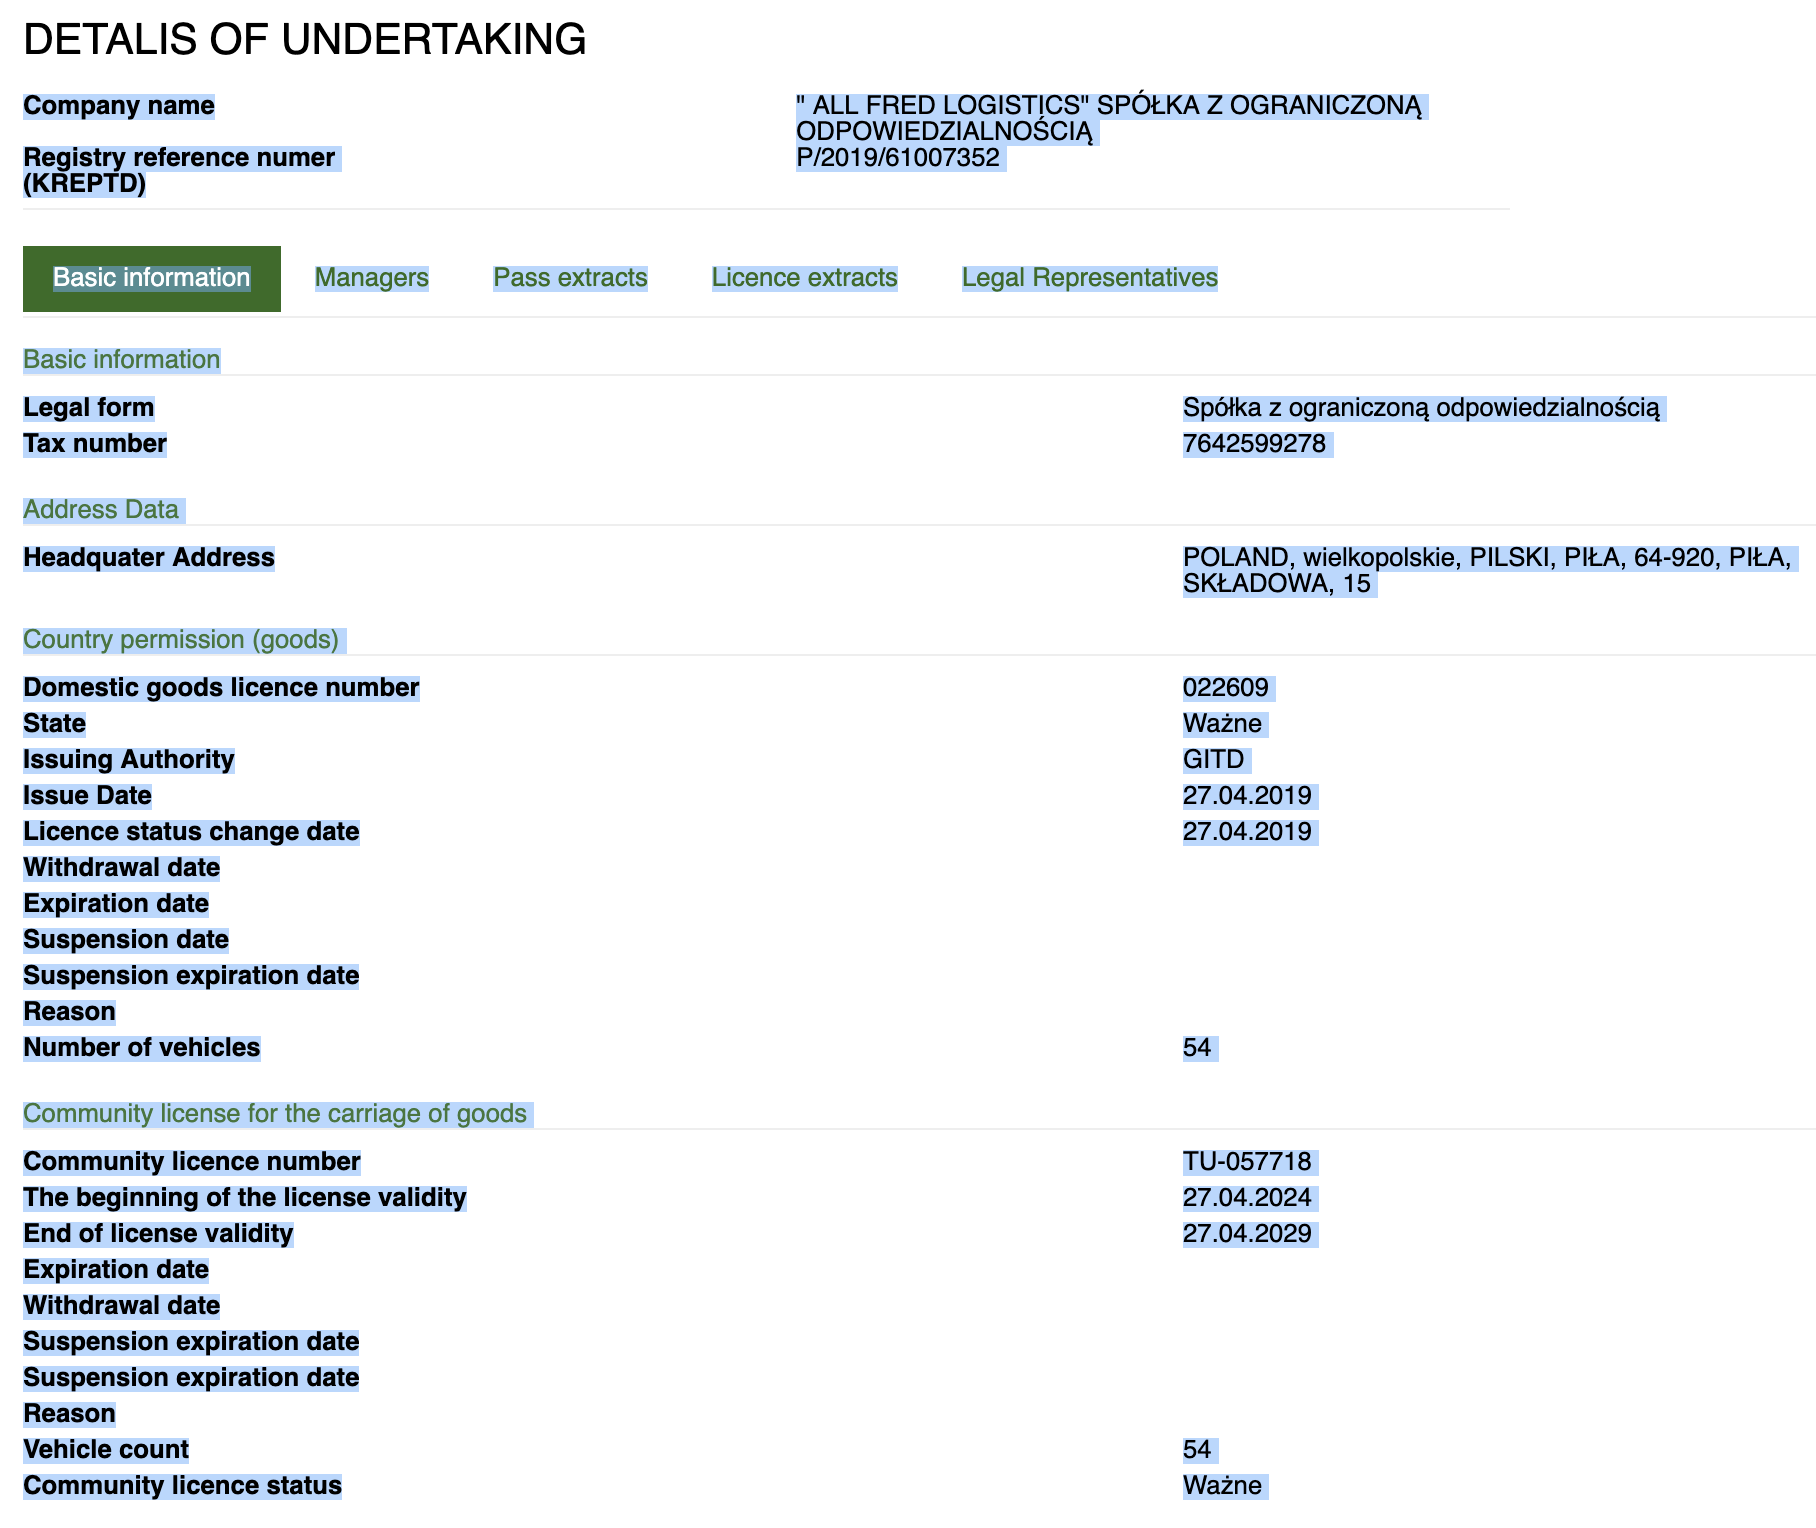 DETALIS OF UNDERTAKING
Company name
" ALL FRED LOGISTICS" SPÓŁKA Z OGRANICZONĄ
ODPOWIEDZIALNOŚCIĄ
Registry reference numer
(KREPTD)
P/2019/61007352
Basic information
Managers
Pass extracts
Licence extracts
Legal Representatives
Basic information
Legal form
Spółka z ograniczoną odpowiedzialnością
Tax number
7642599278
Address Data
Headquater Address
POLAND, wielkopolskie, PILSKI, PIŁA, 64-920, PIŁA,
SKŁADOWA, 15
Country permission (goods)
Domestic goods licence number
022609
State
Ważne
Issuing Authority
GITD
Issue Date
27.04.2019
Licence status change date
27.04.2019
Withdrawal date
Expiration date
Suspension date
Suspension expiration date
Reason
Number of vehicles
54
Community license for the carriage of goods
Community licence number
TU-057718
The beginning of the license validity
27.04.2024
End of license validity
27.04.2029
Expiration date
Withdrawal date
Suspension expiration date
Suspension expiration date
Reason
Vehicle count
54
Community licence status
Ważne